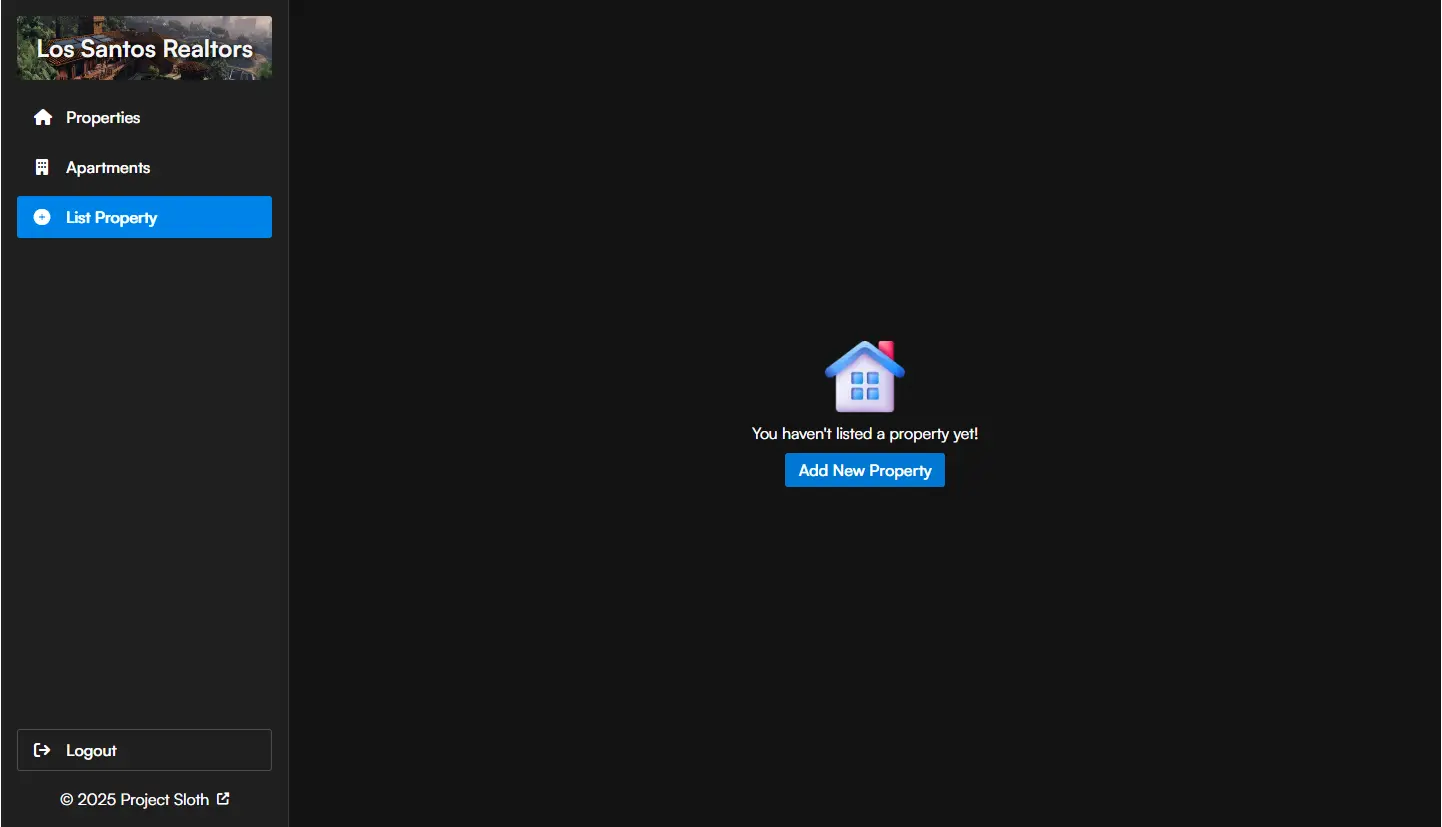 Los Santos Realtors
Properties
Apartments
List Property
You haven't listed a property yet!
Add New Property
Logout
© 2025 Project Sloth